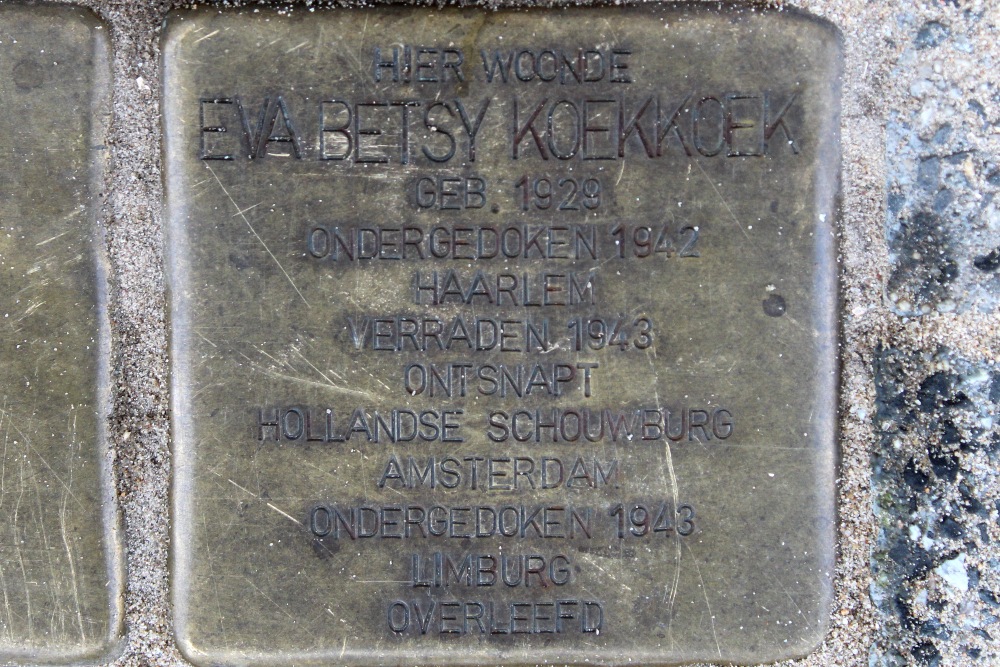 HIER WOONDE
EVA BETSY KOEKKOEK
GEB. 1929
ONDERGEDOKEN 1942
HAARLEM
VERRADEN 1943
ONTSNAPT
HOLLANDSE SCHOUWBURG
AMSTERDAM
ONDERGEDOKEN 1943
LIMBURG
OVERLEEFD